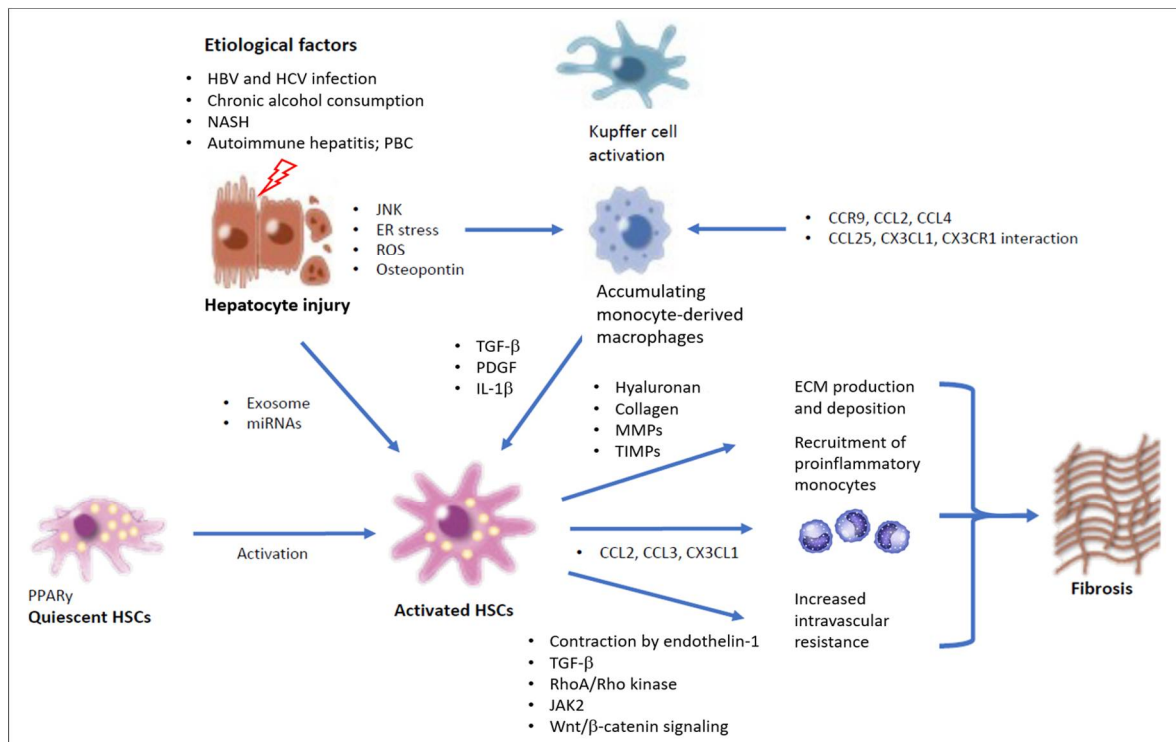 Etiological factors
• HBV and HCV infection
• Chronic alcohol consumption
• NASH
• Autoimmune hepatitis; PBC
Kupffer cell
activation
• JNK
• ER stress
• ROS
• Osteopontin
Hepatocyte injury
• CCR9, CCL2, CCL4
• CCL25, CX3CL1, CX3CR1 interaction
Accumulating
monocyte-derived
macrophages
• TGF-β
• PDGF
• IL-1β
• Exosome
• miRNAs
• Hyaluronan
• Collagen
• MMPs
• TIMPs
ECM production
and deposition
Recruitment of
proinflammatory
monocytes
Activation
• CCL2, CCL3, CX3CL1
PPARγ
Quiescent HSCs
Activated HSCs
Increased
intravascular
resistance
Fibrosis
• Contraction by endothelin-1
• TGF-β
• RhoA/Rho kinase
• JAK2
• Wnt/β-catenin signaling